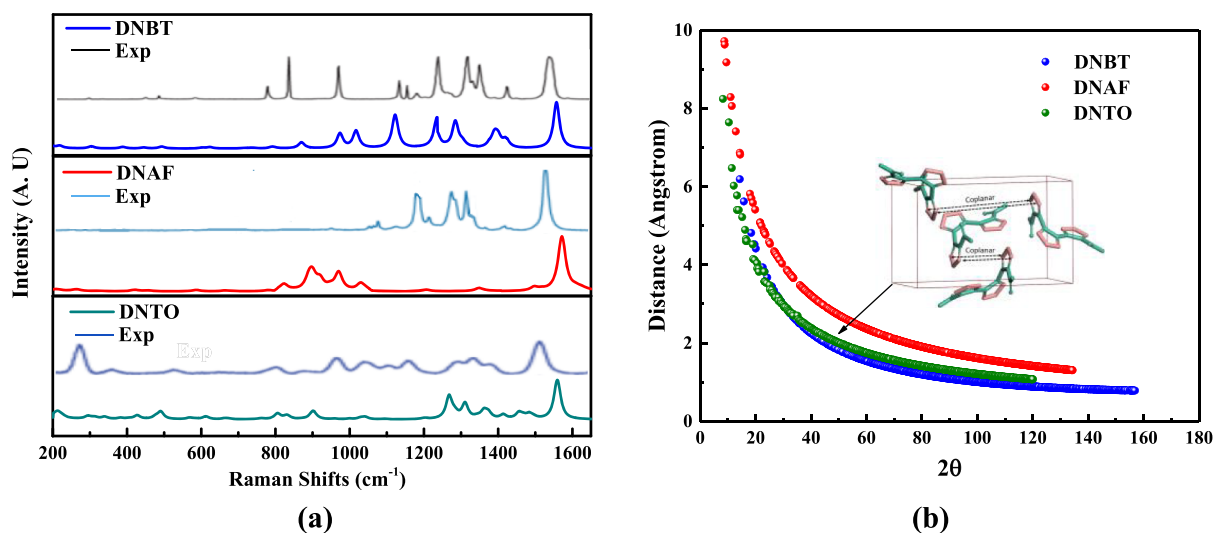 DNBT
Exp
DNAF
Exp
DNTO
Exp
Exp
Intensity (A. U)
200 400 600 800 1000 1200 1400 1600
Raman Shifts (cm⁻¹)
(a)
10
8
6
4
2
0
Distance (Angstrom)
DNBT
DNAF
DNTO
Coplanar
Coplanar
0 20 40 60 80 100 120 140 160 180
2θ
(b)